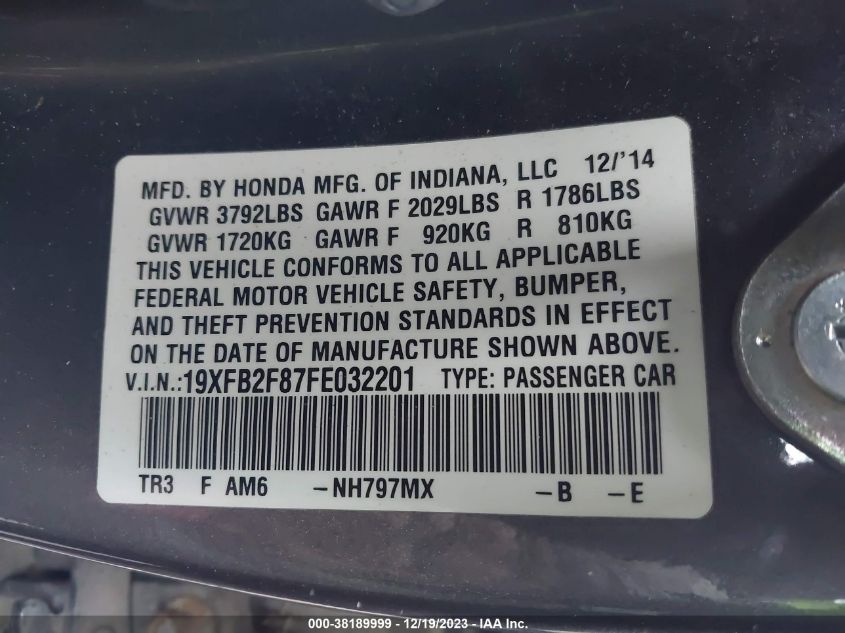 MFD. BY HONDA MFG. OF INDIANA, LLC 12/'14
GVWR 3792LBS GAWR F 2029LBS R 1786LBS
GVWR 1720KG GAWR F 920KG R 810KG
THIS VEHICLE CONFORMS TO ALL APPLICABLE
FEDERAL MOTOR VEHICLE SAFETY, BUMPER,
AND THEFT PREVENTION STANDARDS IN EFFECT
ON THE DATE OF MANUFACTURE SHOWN ABOVE.
V.I.N.:19XFB2F87FE032201 TYPE: PASSENGER CAR
TR3 F AM6 -NH797MX -B -E
000-38189999 - 12/19/2023 - IAA Inc.